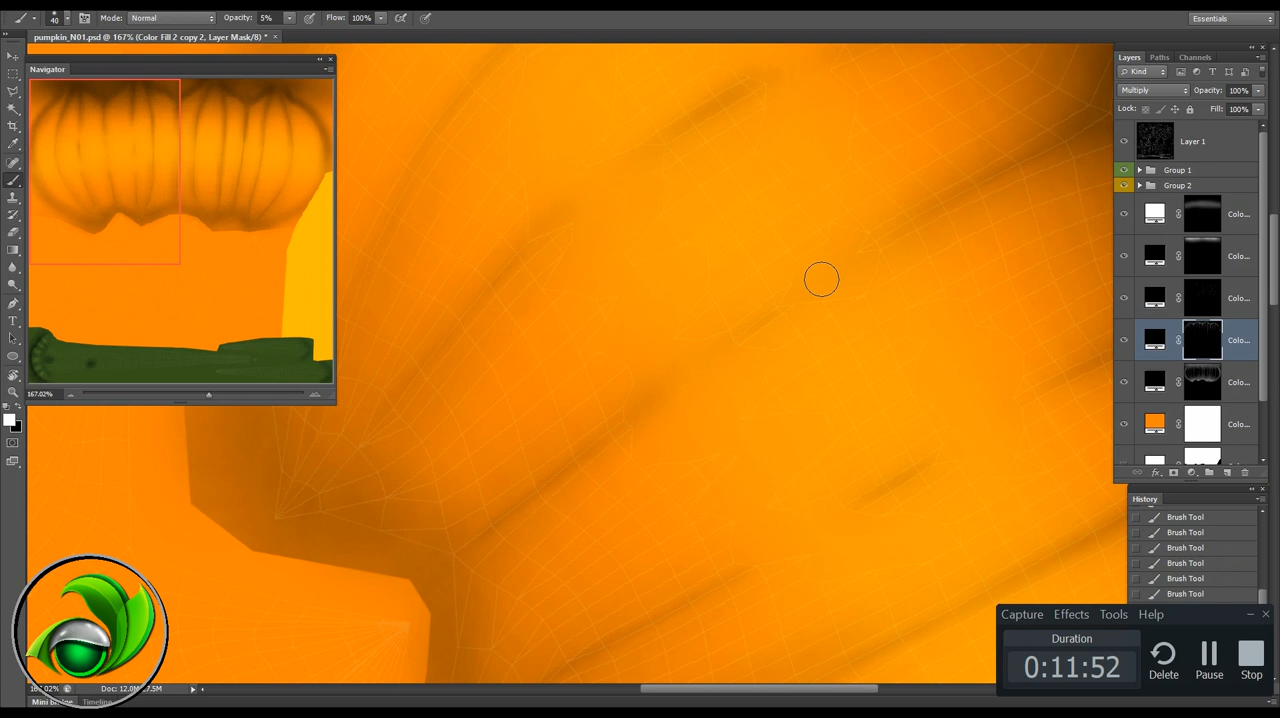 40 Mode: Normal Opacity: 5% Flow: 100% Essentials
pumpkin_N01.psd @ 167% (Color Fill 2 copy 2, Layer Mask/8) * ×
Navigator
167.02%
Layers Paths Channels
Kind
Multiply Opacity: 100%
Lock: Fill: 100%
Layer 1
Group 1
Group 2
Colo...
Colo...
Colo...
Colo...
Colo...
Colo...
History
Brush Tool
Brush Tool
Brush Tool
Brush Tool
Brush Tool
Brush Tool
Capture Effects Tools Help
Duration
0:11:52
Delete Pause Stop
Timeline